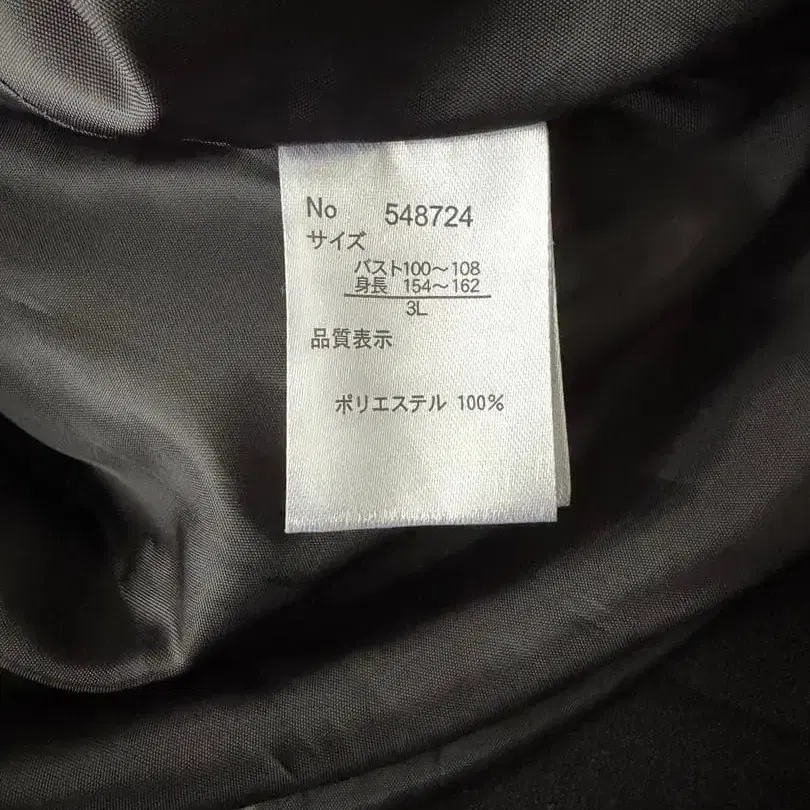 No 548724
サイズ
バスト100～108
身長 154～162
3L
品質表示
ポリエステル 100%